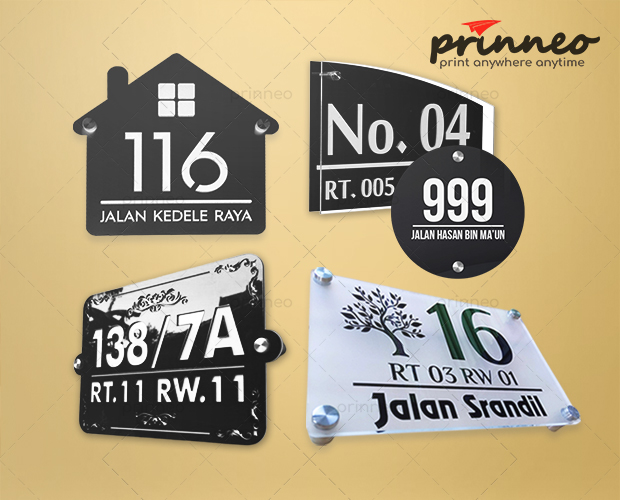 prinneo
print anywhere anytime
116
JALAN KEDELE RAYA
No. 04
RT. 005
999
JALAN HASAN BIN MA'UN
138/7A
RT.11 RW.11
16
RT 03 RW 01
Jalan Srandil